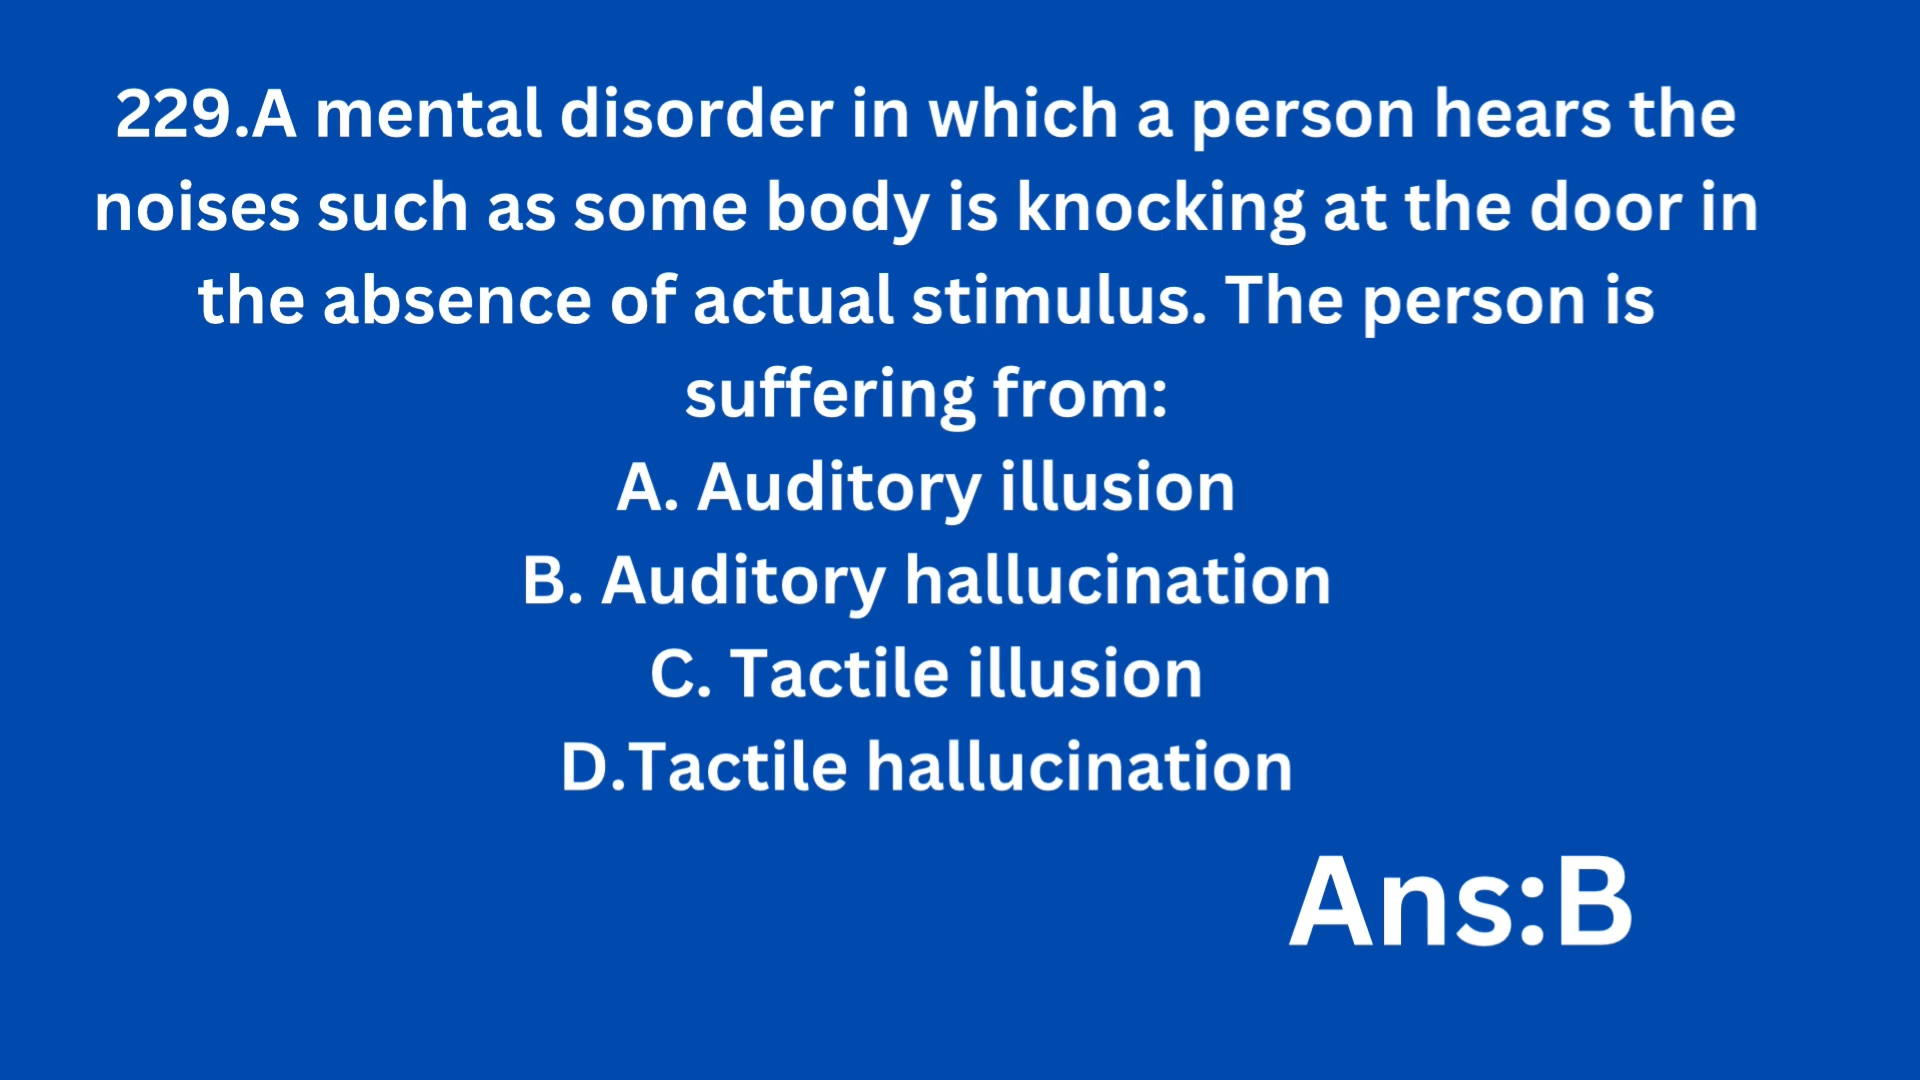 229.A mental disorder in which a person hears the
noises such as some body is knocking at the door in
the absence of actual stimulus. The person is
suffering from:
A. Auditory illusion
B. Auditory hallucination
C. Tactile illusion
D.Tactile hallucination
Ans:B